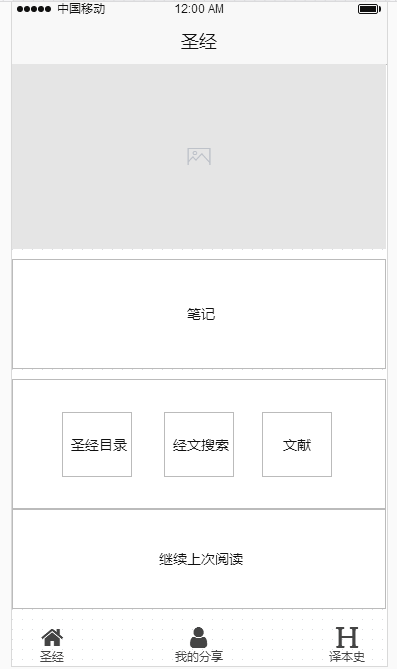 中国移动 12:00 AM
圣经
笔记
圣经目录 经文搜索 文献
继续上次阅读
圣经 我的分享 译本史